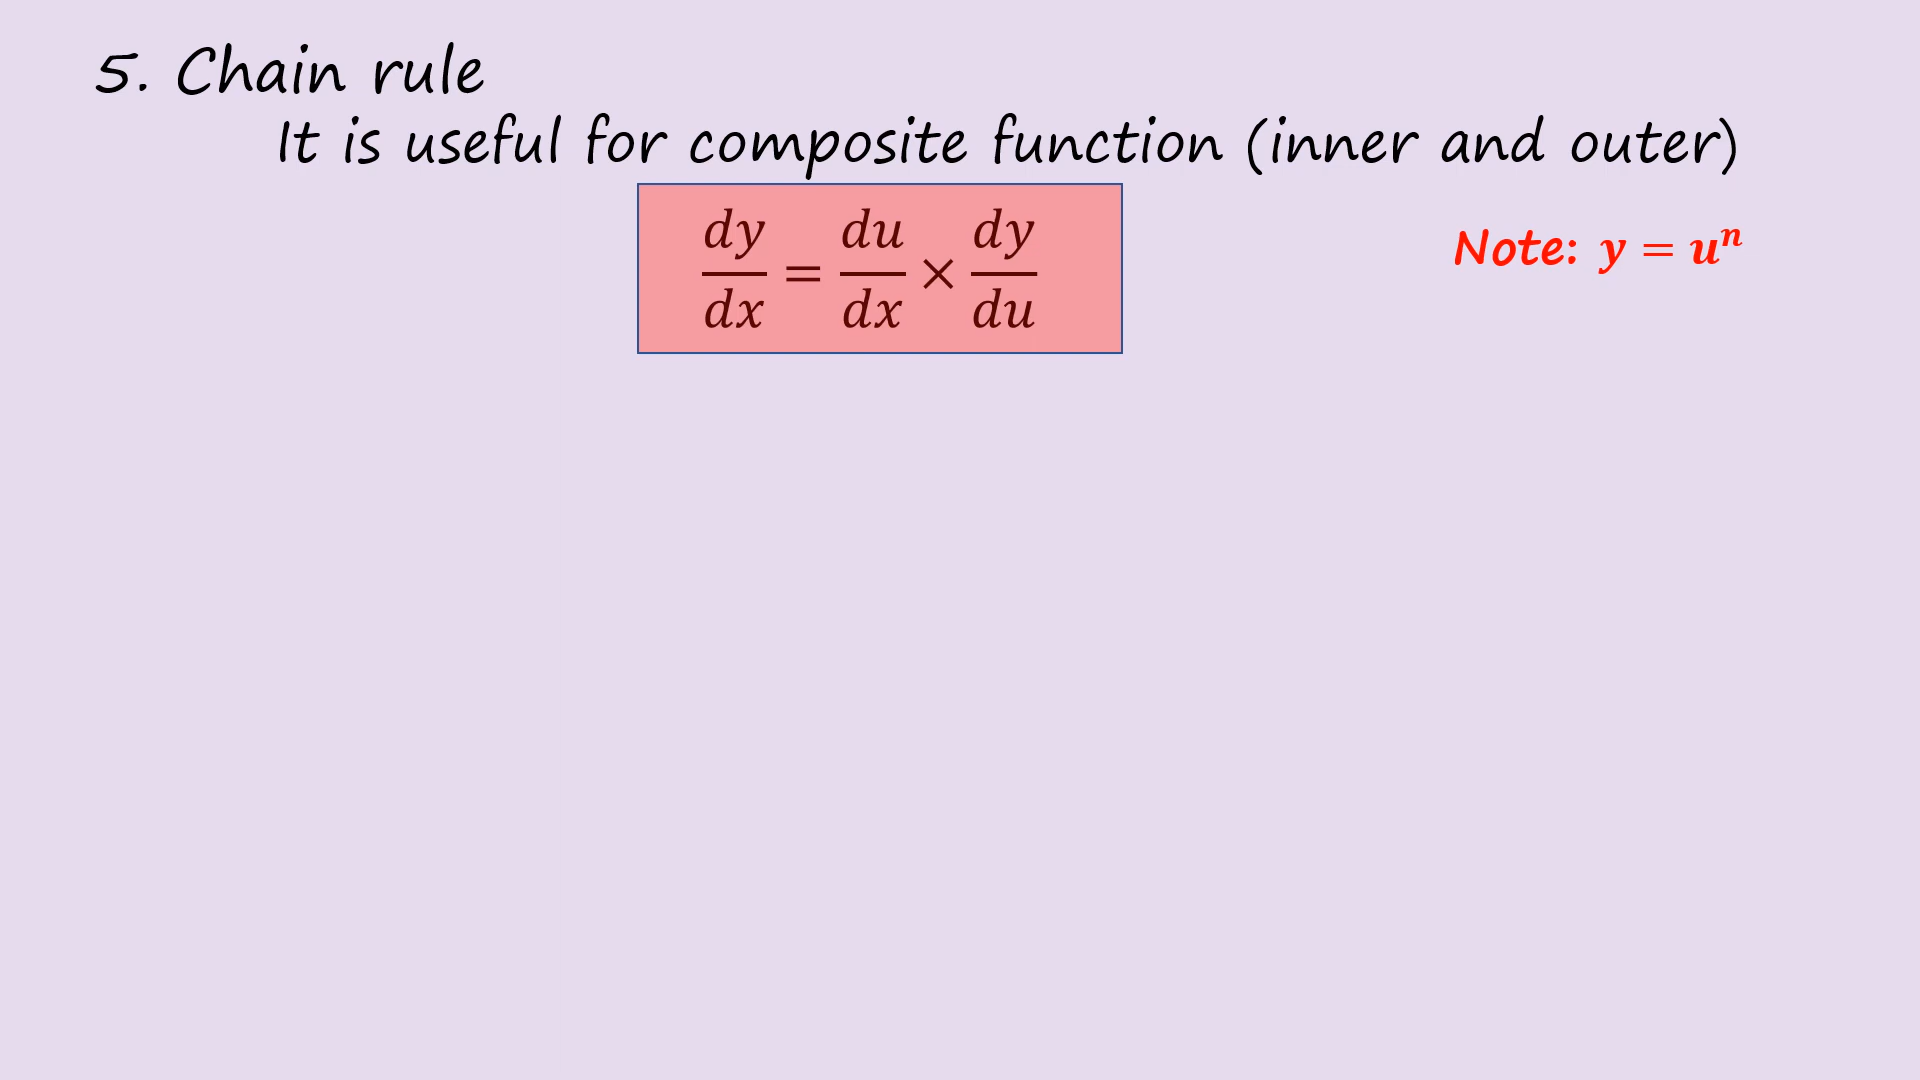 5. Chain rule
It is useful for composite function (inner and outer)
dy/dx = du/dx × dy/du
Note: y = uⁿ